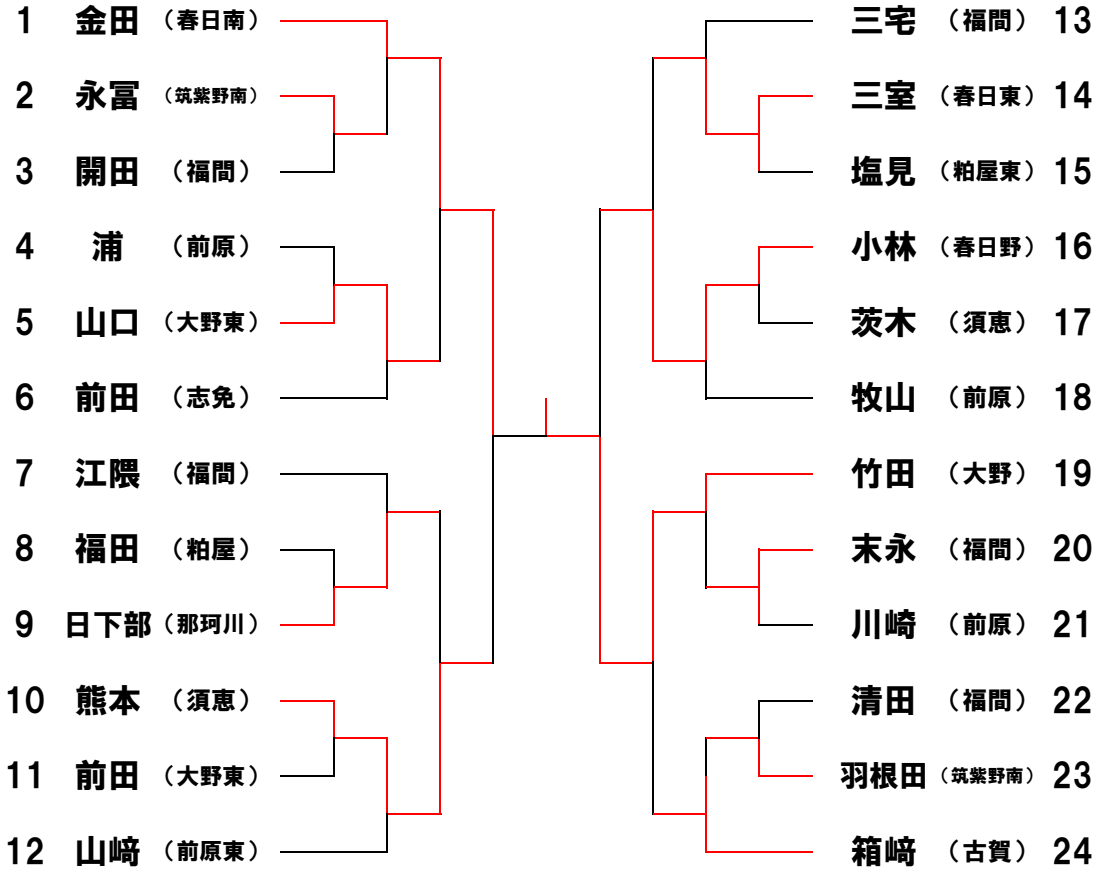 1 金田 （春日南）
2 永冨 （筑紫野南）
3 開田 （福間）
4 浦 （前原）
5 山口 （大野東）
6 前田 （志免）
7 江隈 （福間）
8 福田 （粕屋）
9 日下部 （那珂川）
10 熊本 （須恵）
11 前田 （大野東）
12 山﨑 （前原東）
三宅 （福間） 13
三室 （春日東） 14
塩見 （粕屋東） 15
小林 （春日野） 16
茨木 （須恵） 17
牧山 （前原） 18
竹田 （大野） 19
末永 （福間） 20
川崎 （前原） 21
清田 （福間） 22
羽根田 （筑紫野南） 23
箱﨑 （古賀） 24